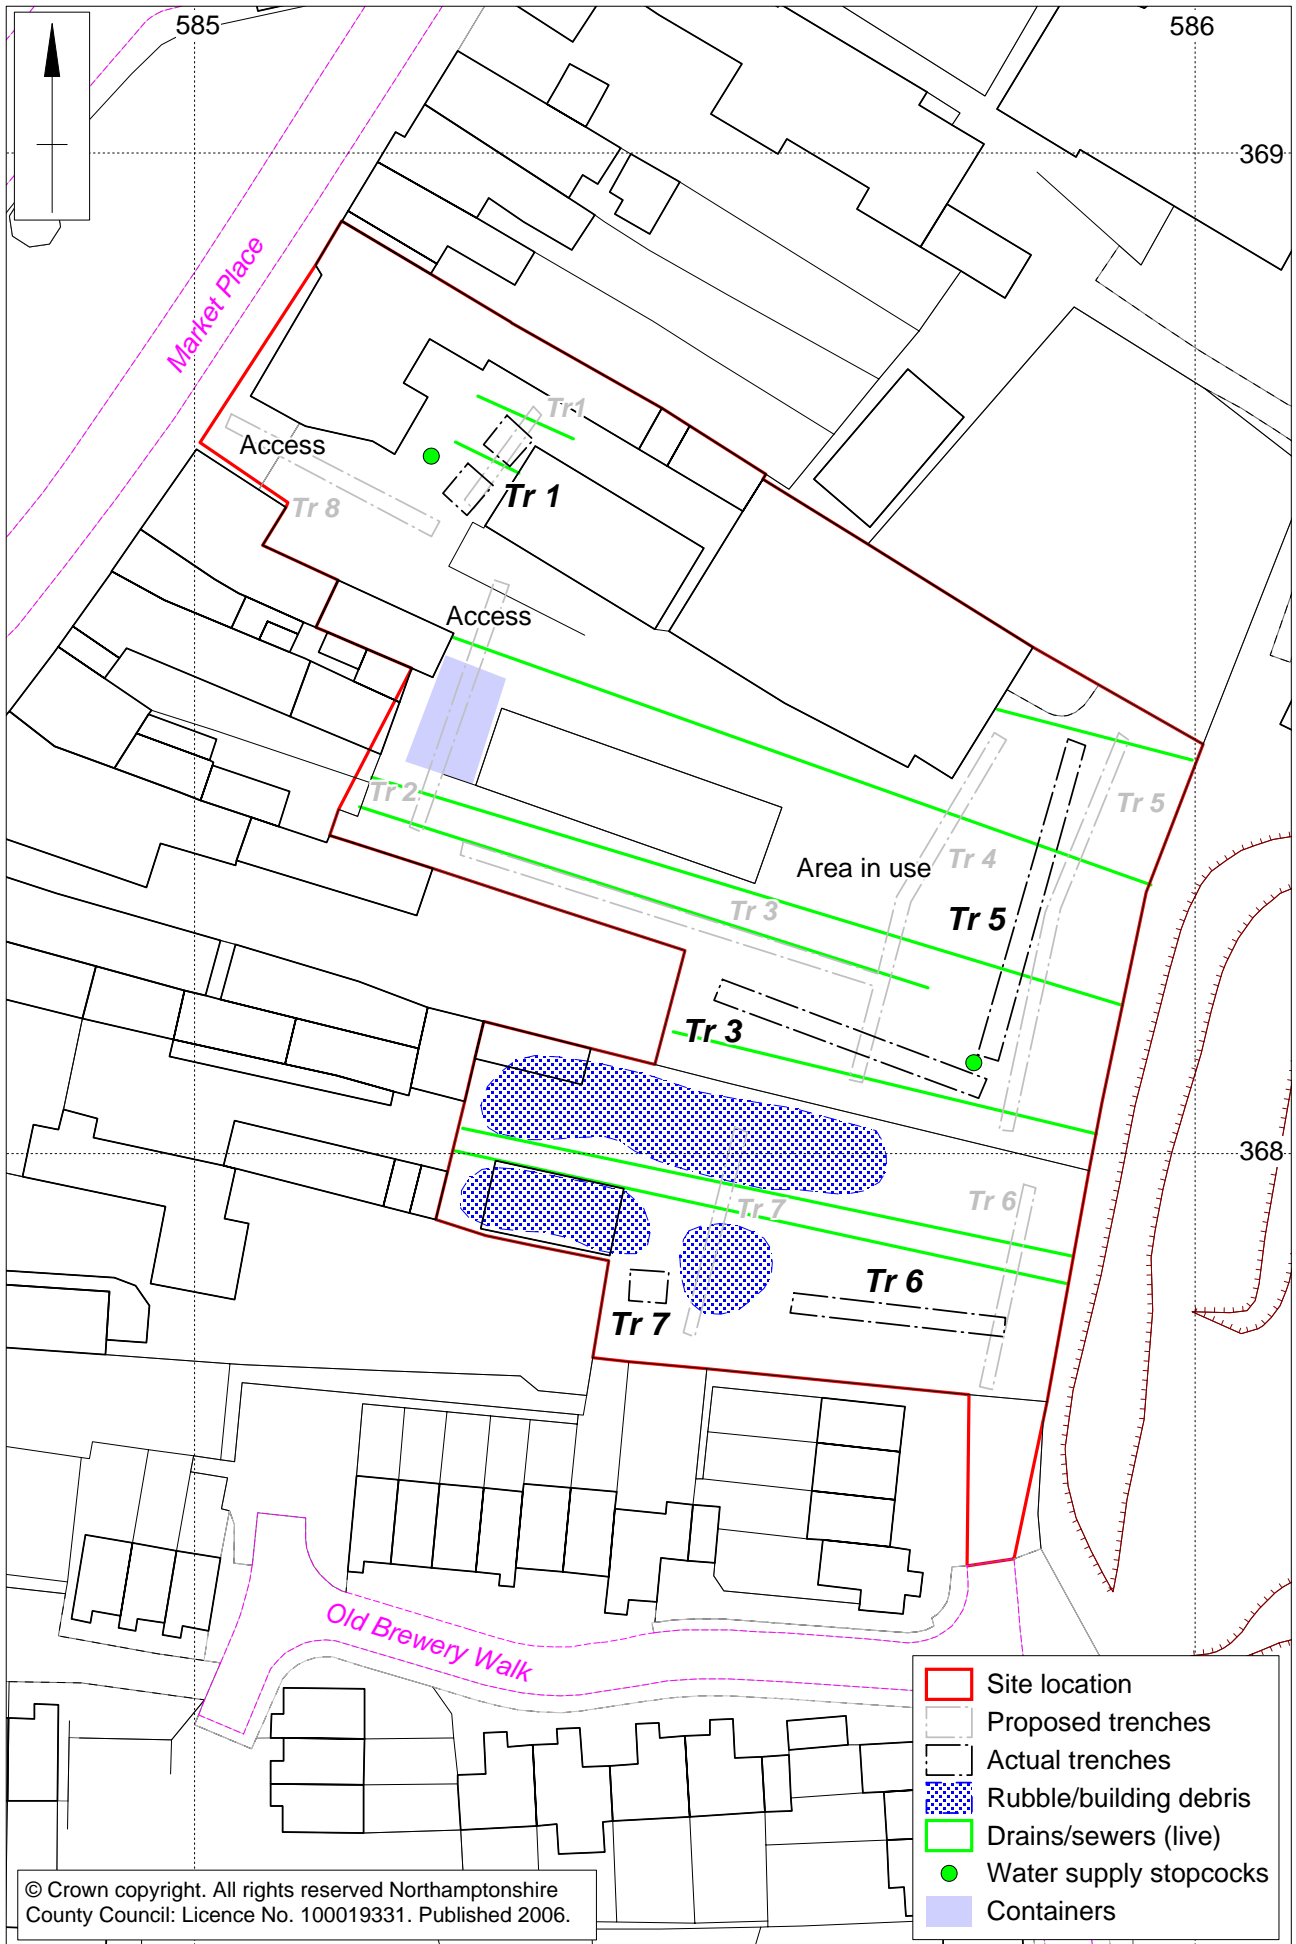 585
586
369
Market Place
Tr1
Access
Tr 1
Tr 8
Access
Tr 2
Tr 5
Tr 4
Area in use
Tr 3
Tr 5
Tr 3
368
Tr 6
Tr 7
Tr 6
Tr 7
Old Brewery Walk
Site location
Proposed trenches
Actual trenches
Rubble/building debris
Drains/sewers (live)
Water supply stopcocks
Containers
© Crown copyright. All rights reserved Northamptonshire
County Council: Licence No. 100019331. Published 2006.